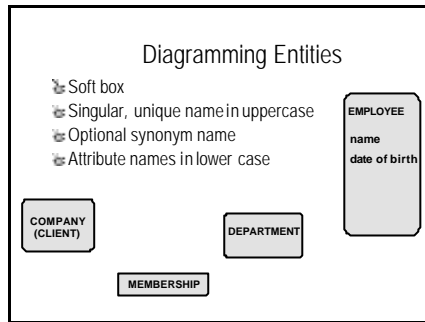 Diagramming Entities
Soft box
Singular, unique name in uppercase
Optional synonym name
Attribute names in lower case
EMPLOYEE
name
date of birth
COMPANY
(CLIENT)
DEPARTMENT
MEMBERSHIP